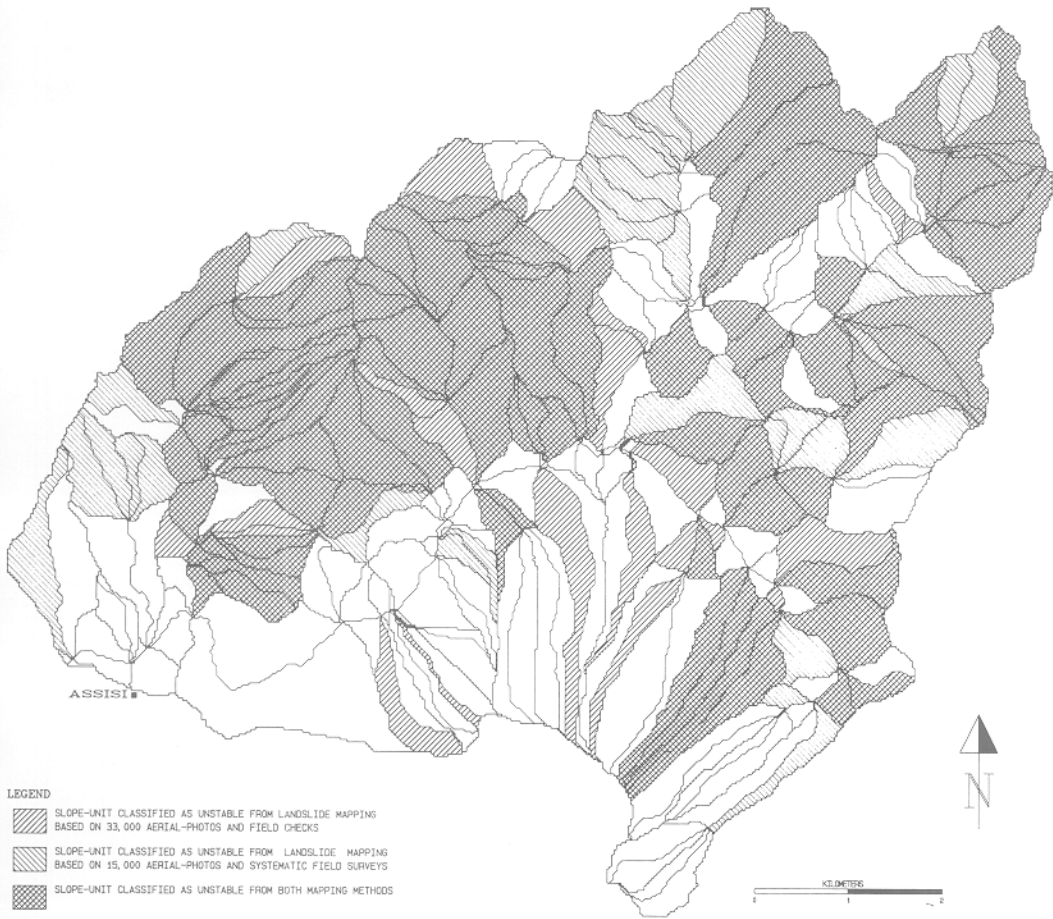 ASSISI
LEGEND
SLOPE-UNIT CLASSIFIED AS UNSTABLE FROM LANDSLIDE MAPPING
BASED ON 33,000 AERIAL-PHOTOS AND FIELD CHECKS
SLOPE-UNIT CLASSIFIED AS UNSTABLE FROM LANDSLIDE MAPPING
BASED ON 15,000 AERIAL-PHOTOS AND SYSTEMATIC FIELD SURVEYS
SLOPE-UNIT CLASSIFIED AS UNSTABLE FROM BOTH MAPPING METHODS
N
KILOMETERS
0 1 2